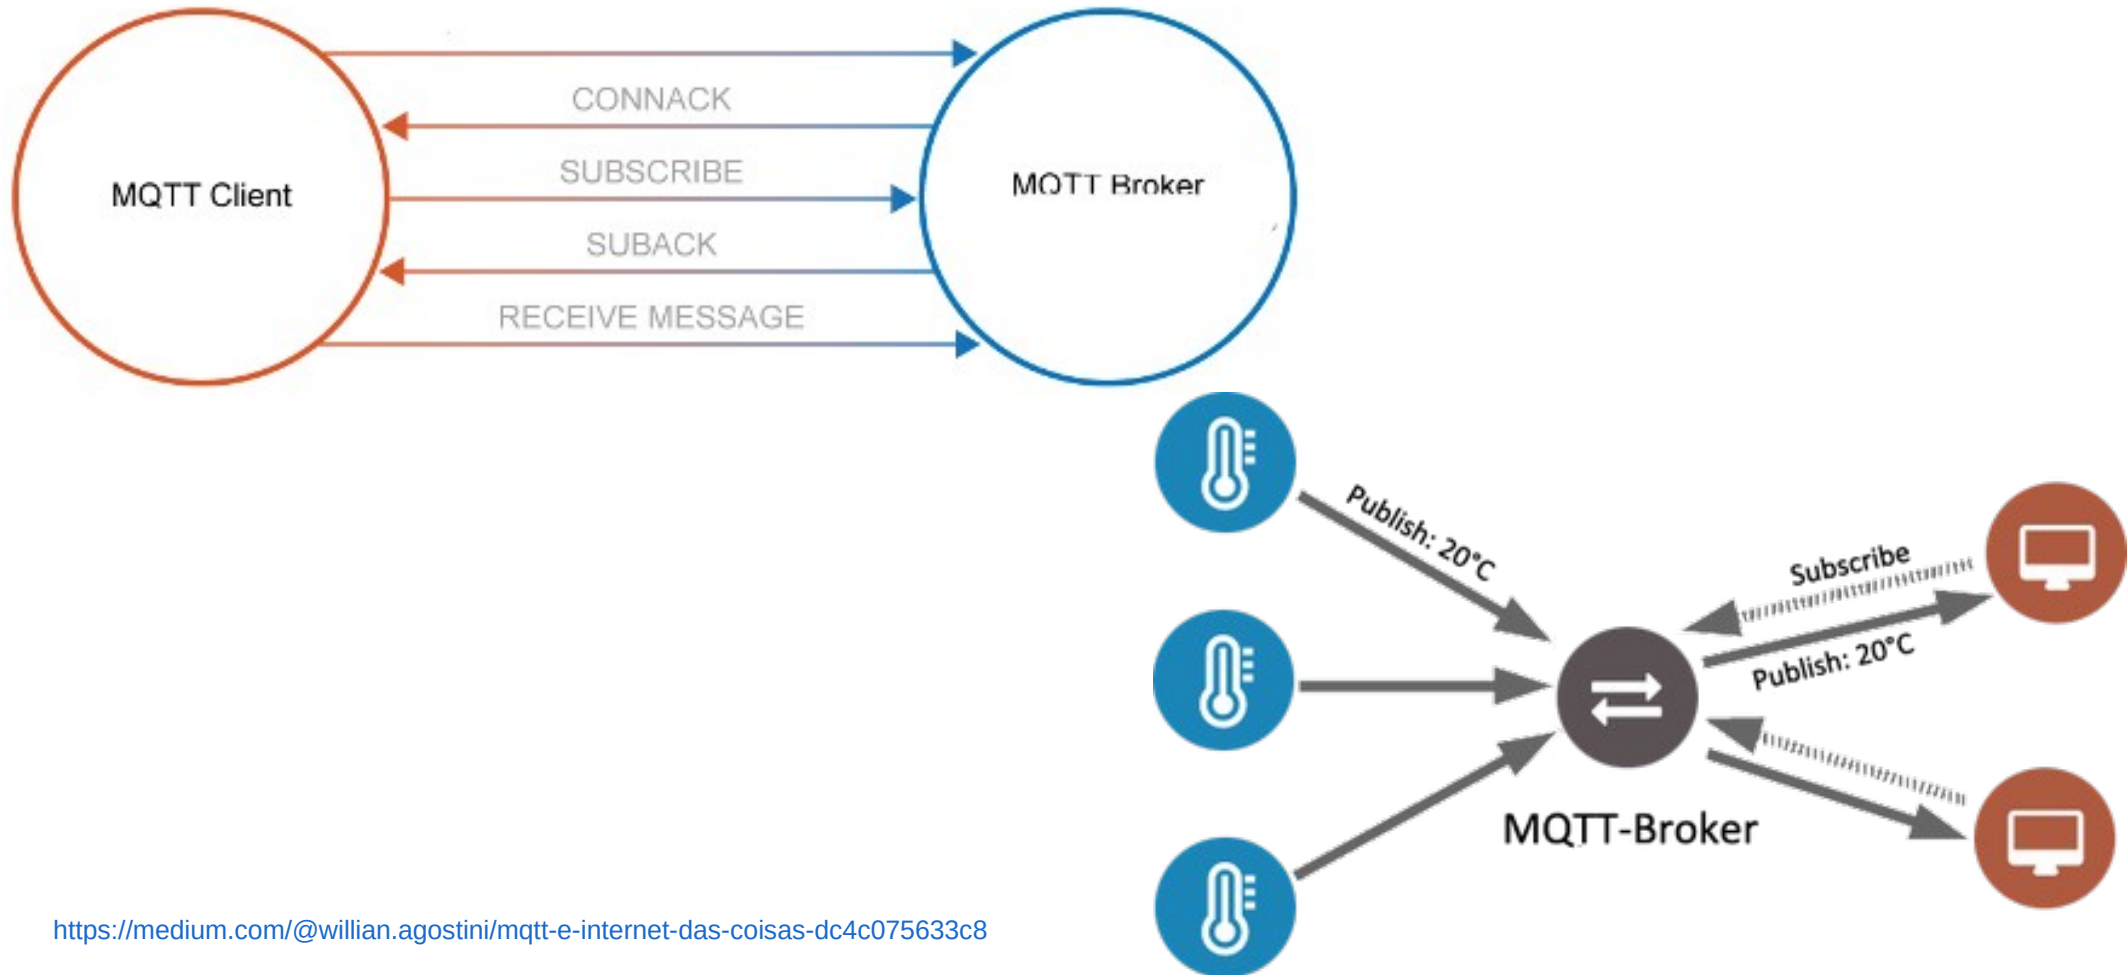 CONNACK
MQTT Client
SUBSCRIBE
MQTT Broker
SUBACK
RECEIVE MESSAGE
Publish: 20°C
Subscribe
Publish: 20°C
MQTT-Broker
https://medium.com/@willian.agostini/mqtt-e-internet-das-coisas-dc4c075633c8